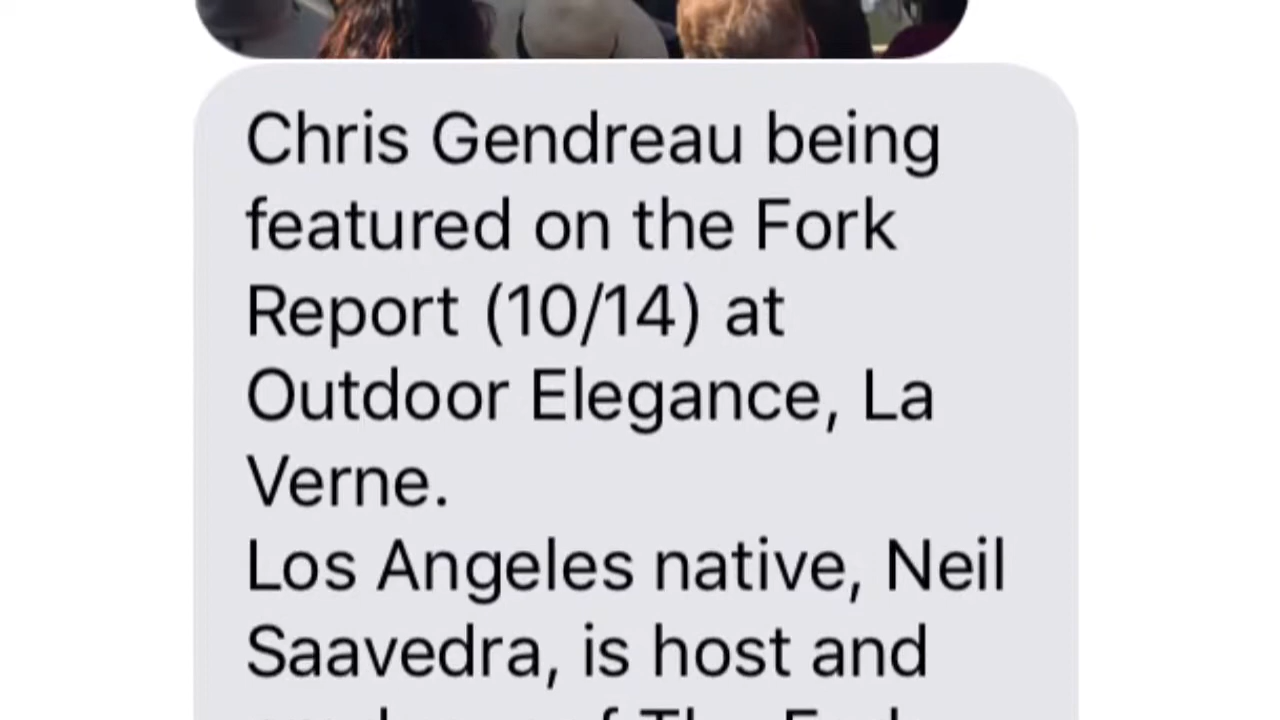 Chris Gendreau being
featured on the Fork
Report (10/14) at
Outdoor Elegance, La
Verne.
Los Angeles native, Neil
Saavedra, is host and